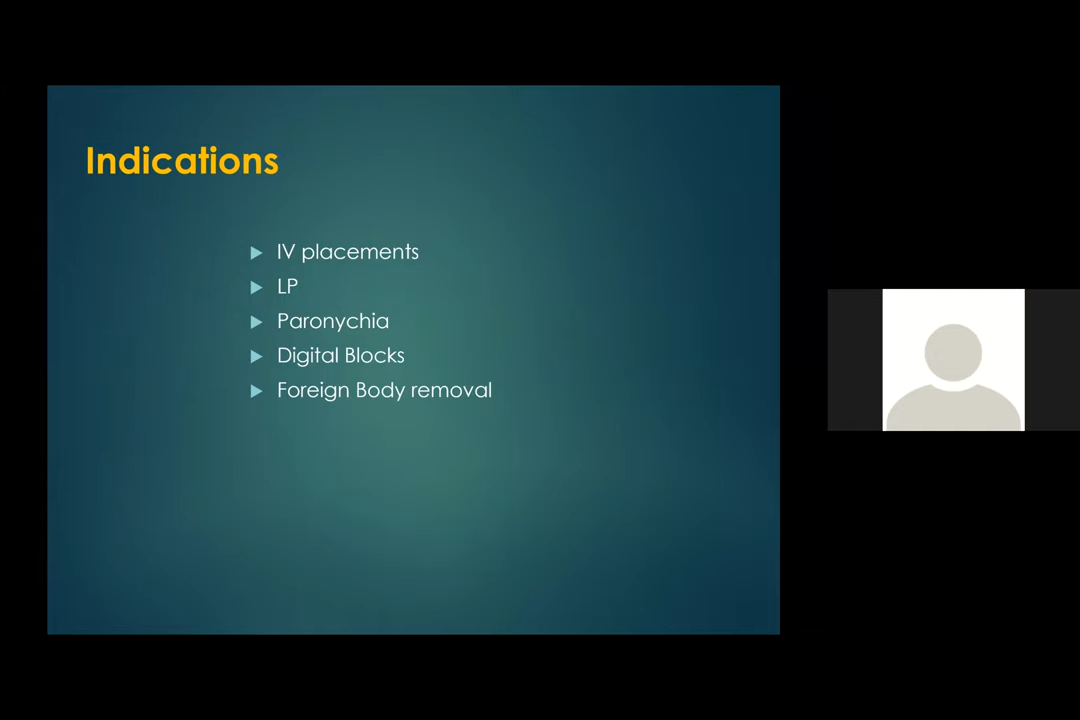 Indications
IV placements
LP
Paronychia
Digital Blocks
Foreign Body removal